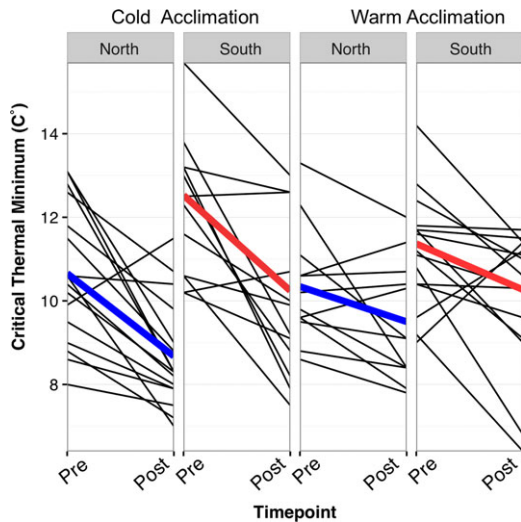 Cold Acclimation Warm Acclimation
North South North South
Critical Thermal Minimum (C˚)
14
12
10
8
Pre Post Pre Post Pre Post Pre Post
Timepoint